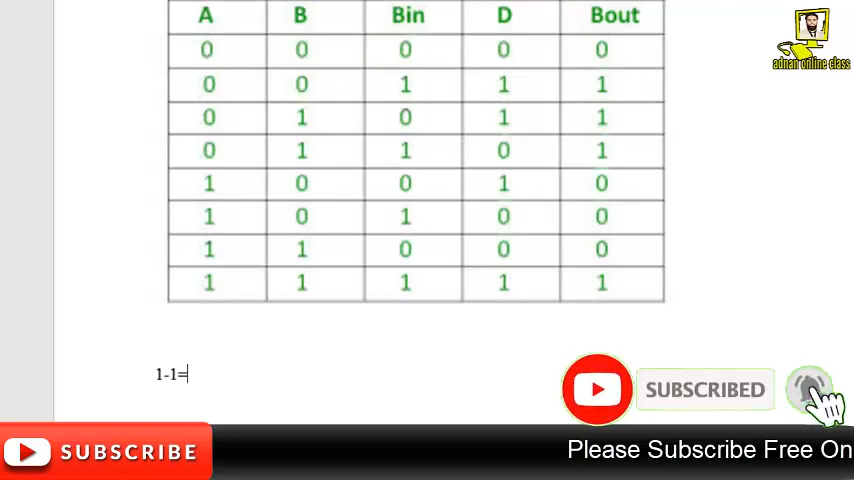 A B Bin D Bout
0 0 0 0 0
0 0 1 1 1
0 1 0 1 1
0 1 1 0 1
1 0 0 1 0
1 0 1 0 0
1 1 0 0 0
1 1 1 1 1
adnan online class
1-1=
SUBSCRIBED
SUBSCRIBE
Please Subscribe Free On